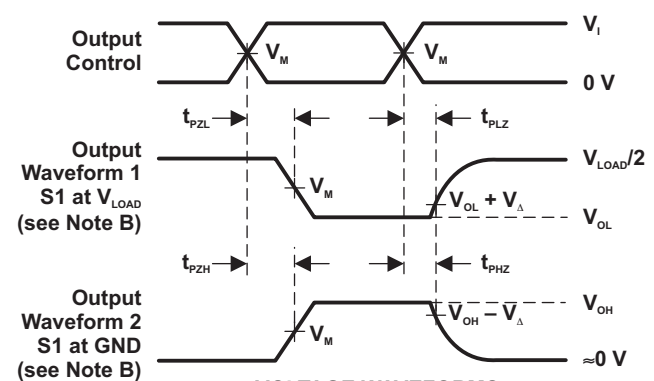 Output
Control
V_M
V_M
V_I
0 V
t_PZL
t_PLZ
Output
Waveform 1
S1 at V_LOAD
(see Note B)
V_M
V_OL + V_Δ
V_LOAD/2
V_OL
t_PZH
t_PHZ
Output
Waveform 2
S1 at GND
(see Note B)
V_M
V_OH – V_Δ
V_OH
≈0 V